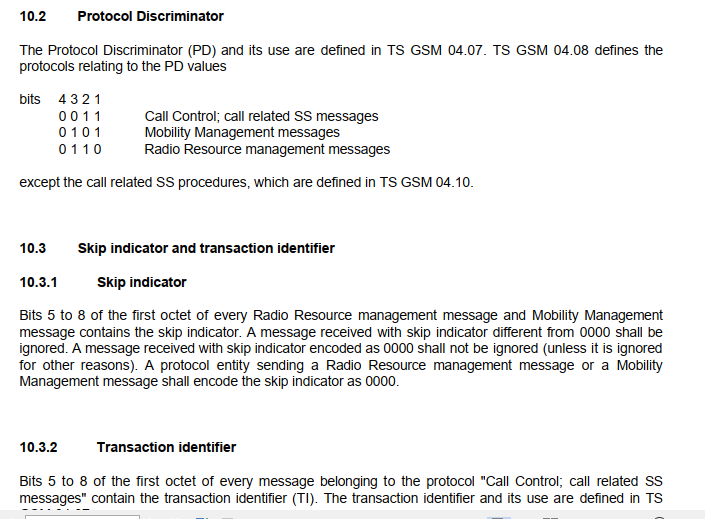 10.2 Protocol Discriminator
The Protocol Discriminator (PD) and its use are defined in TS GSM 04.07. TS GSM 04.08 defines the
protocols relating to the PD values
bits 4 3 2 1
0 0 1 1 Call Control; call related SS messages
0 1 0 1 Mobility Management messages
0 1 1 0 Radio Resource management messages
except the call related SS procedures, which are defined in TS GSM 04.10.
10.3 Skip indicator and transaction identifier
10.3.1 Skip indicator
Bits 5 to 8 of the first octet of every Radio Resource management message and Mobility Management
message contains the skip indicator. A message received with skip indicator different from 0000 shall be
ignored. A message received with skip indicator encoded as 0000 shall not be ignored (unless it is ignored
for other reasons). A protocol entity sending a Radio Resource management message or a Mobility
Management message shall encode the skip indicator as 0000.
10.3.2 Transaction identifier
Bits 5 to 8 of the first octet of every message belonging to the protocol "Call Control; call related SS
messages" contain the transaction identifier (TI). The transaction identifier and its use are defined in TS